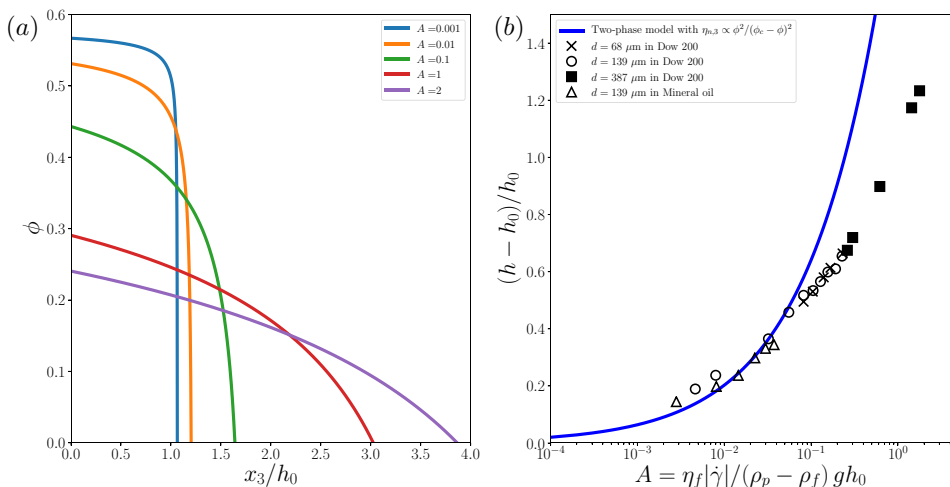 (a)
A =0.001
A =0.01
A =0.1
A =1
A =2
ϕ
0.6
0.5
0.4
0.3
0.2
0.1
0.0
0.0 0.5 1.0 1.5 2.0 2.5 3.0 3.5 4.0
x₃/h₀
(b)
Two-phase model with ηₙ,₃ ∝ ϕ²/(ϕ_c − ϕ)²
d = 68 μm in Dow 200
d = 139 μm in Dow 200
d = 387 μm in Dow 200
d = 139 μm in Mineral oil
(h − h₀)/h₀
1.4
1.2
1.0
0.8
0.6
0.4
0.2
0.0
10⁻⁴ 10⁻³ 10⁻² 10⁻¹ 10⁰
A = η_f|γ̇|/(ρ_p − ρ_f) gh₀